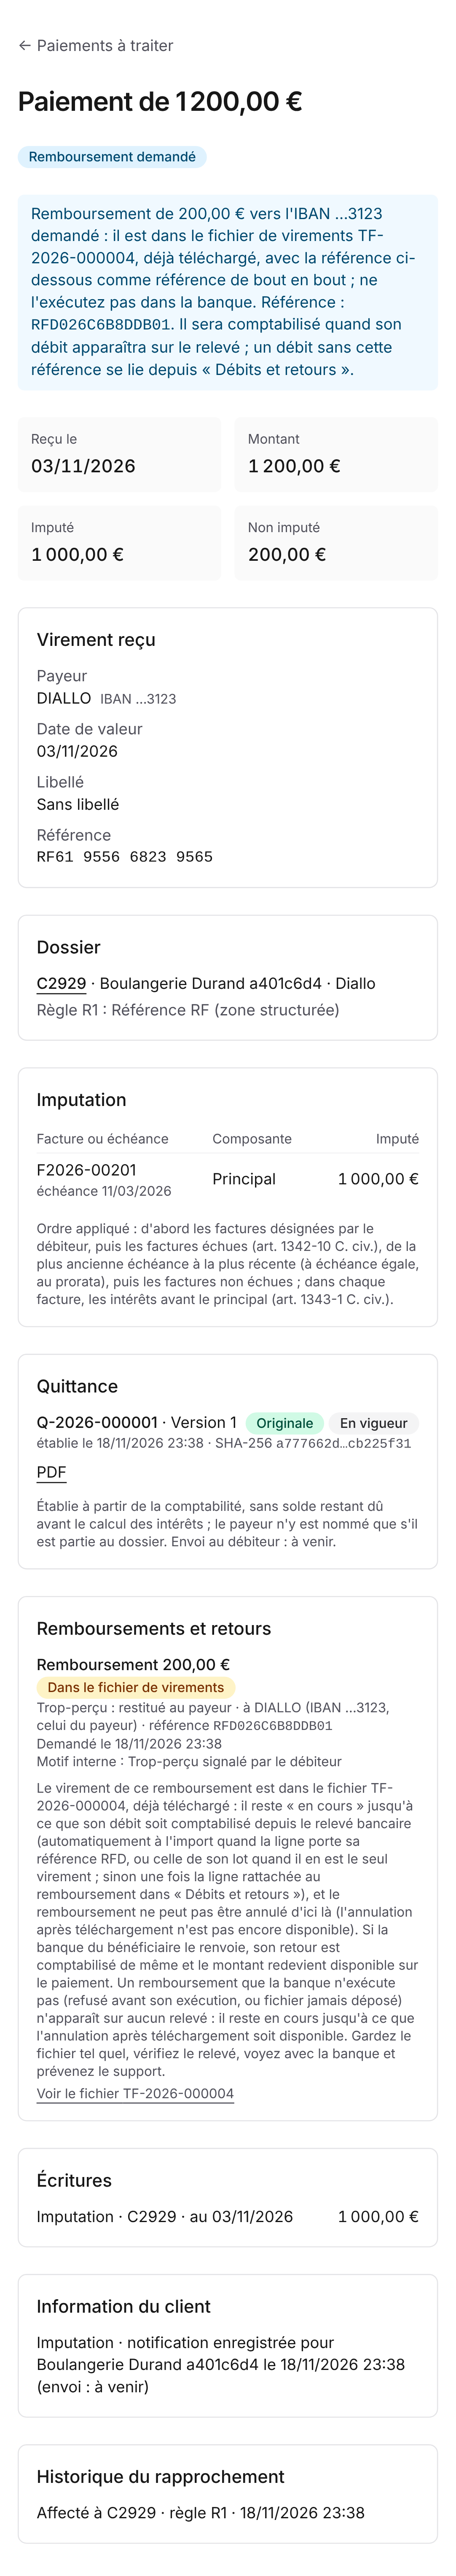 ← Paiements à traiter
Paiement de 1 200,00 €
Remboursement demandé
Remboursement de 200,00 € vers l'IBAN …3123
demandé : il est dans le fichier de virements TF-
2026-000004, déjà téléchargé, avec la référence ci-
dessous comme référence de bout en bout ; ne
l'exécutez pas dans la banque. Référence :
RFD026C6B8DDB01. Il sera comptabilisé quand son
débit apparaîtra sur le relevé ; un débit sans cette
référence se lie depuis « Débits et retours ».
Reçu le
03/11/2026
Montant
1 200,00 €
Imputé
1 000,00 €
Non imputé
200,00 €
Virement reçu
Payeur
DIALLO IBAN …3123
Date de valeur
03/11/2026
Libellé
Sans libellé
Référence
RF61 9556 6823 9565
Dossier
C2929 · Boulangerie Durand a401c6d4 · Diallo
Règle R1 : Référence RF (zone structurée)
Imputation
Facture ou échéance Composante Imputé
F2026-00201
échéance 11/03/2026
Principal 1 000,00 €
Ordre appliqué : d'abord les factures désignées par le
débiteur, puis les factures échues (art. 1342-10 C. civ.), de la
plus ancienne échéance à la plus récente (à échéance égale,
au prorata), puis les factures non échues ; dans chaque
facture, les intérêts avant le principal (art. 1343-1 C. civ.).
Quittance
Q-2026-000001 · Version 1 Originale En vigueur
établie le 18/11/2026 23:38 · SHA-256 a777662d…cb225f31
PDF
Établie à partir de la comptabilité, sans solde restant dû
avant le calcul des intérêts ; le payeur n'y est nommé que s'il
est partie au dossier. Envoi au débiteur : à venir.
Remboursements et retours
Remboursement 200,00 €
Dans le fichier de virements
Trop-perçu : restitué au payeur · à DIALLO (IBAN …3123,
celui du payeur) · référence RFD026C6B8DDB01
Demandé le 18/11/2026 23:38
Motif interne : Trop-perçu signalé par le débiteur
Le virement de ce remboursement est dans le fichier TF-
2026-000004, déjà téléchargé : il reste « en cours » jusqu'à
ce que son débit soit comptabilisé depuis le relevé bancaire
(automatiquement à l'import quand la ligne porte sa
référence RFD, ou celle de son lot quand il en est le seul
virement ; sinon une fois la ligne rattachée au
remboursement dans « Débits et retours »), et le
remboursement ne peut pas être annulé d'ici là (l'annulation
après téléchargement n'est pas encore disponible). Si la
banque du bénéficiaire le renvoie, son retour est
comptabilisé de même et le montant redevient disponible sur
le paiement. Un remboursement que la banque n'exécute
pas (refusé avant son exécution, ou fichier jamais déposé)
n'apparaît sur aucun relevé : il reste en cours jusqu'à ce que
l'annulation après téléchargement soit disponible. Gardez le
fichier tel quel, vérifiez le relevé, voyez avec la banque et
prévenez le support.
Voir le fichier TF-2026-000004
Écritures
Imputation · C2929 · au 03/11/2026 1 000,00 €
Information du client
Imputation · notification enregistrée pour
Boulangerie Durand a401c6d4 le 18/11/2026 23:38
(envoi : à venir)
Historique du rapprochement
Affecté à C2929 · règle R1 · 18/11/2026 23:38